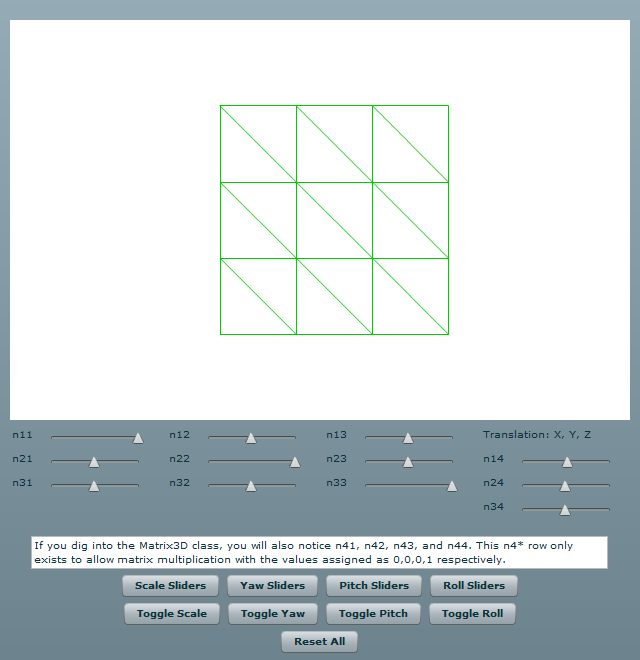 n11 n12 n13 Translation: X, Y, Z
n21 n22 n23 n14
n31 n32 n33 n24
n34
If you dig into the Matrix3D class, you will also notice n41, n42, n43, and n44. This n4* row only
exists to allow matrix multiplication with the values assigned as 0,0,0,1 respectively.
Scale Sliders Yaw Sliders Pitch Sliders Roll Sliders
Toggle Scale Toggle Yaw Toggle Pitch Toggle Roll
Reset All